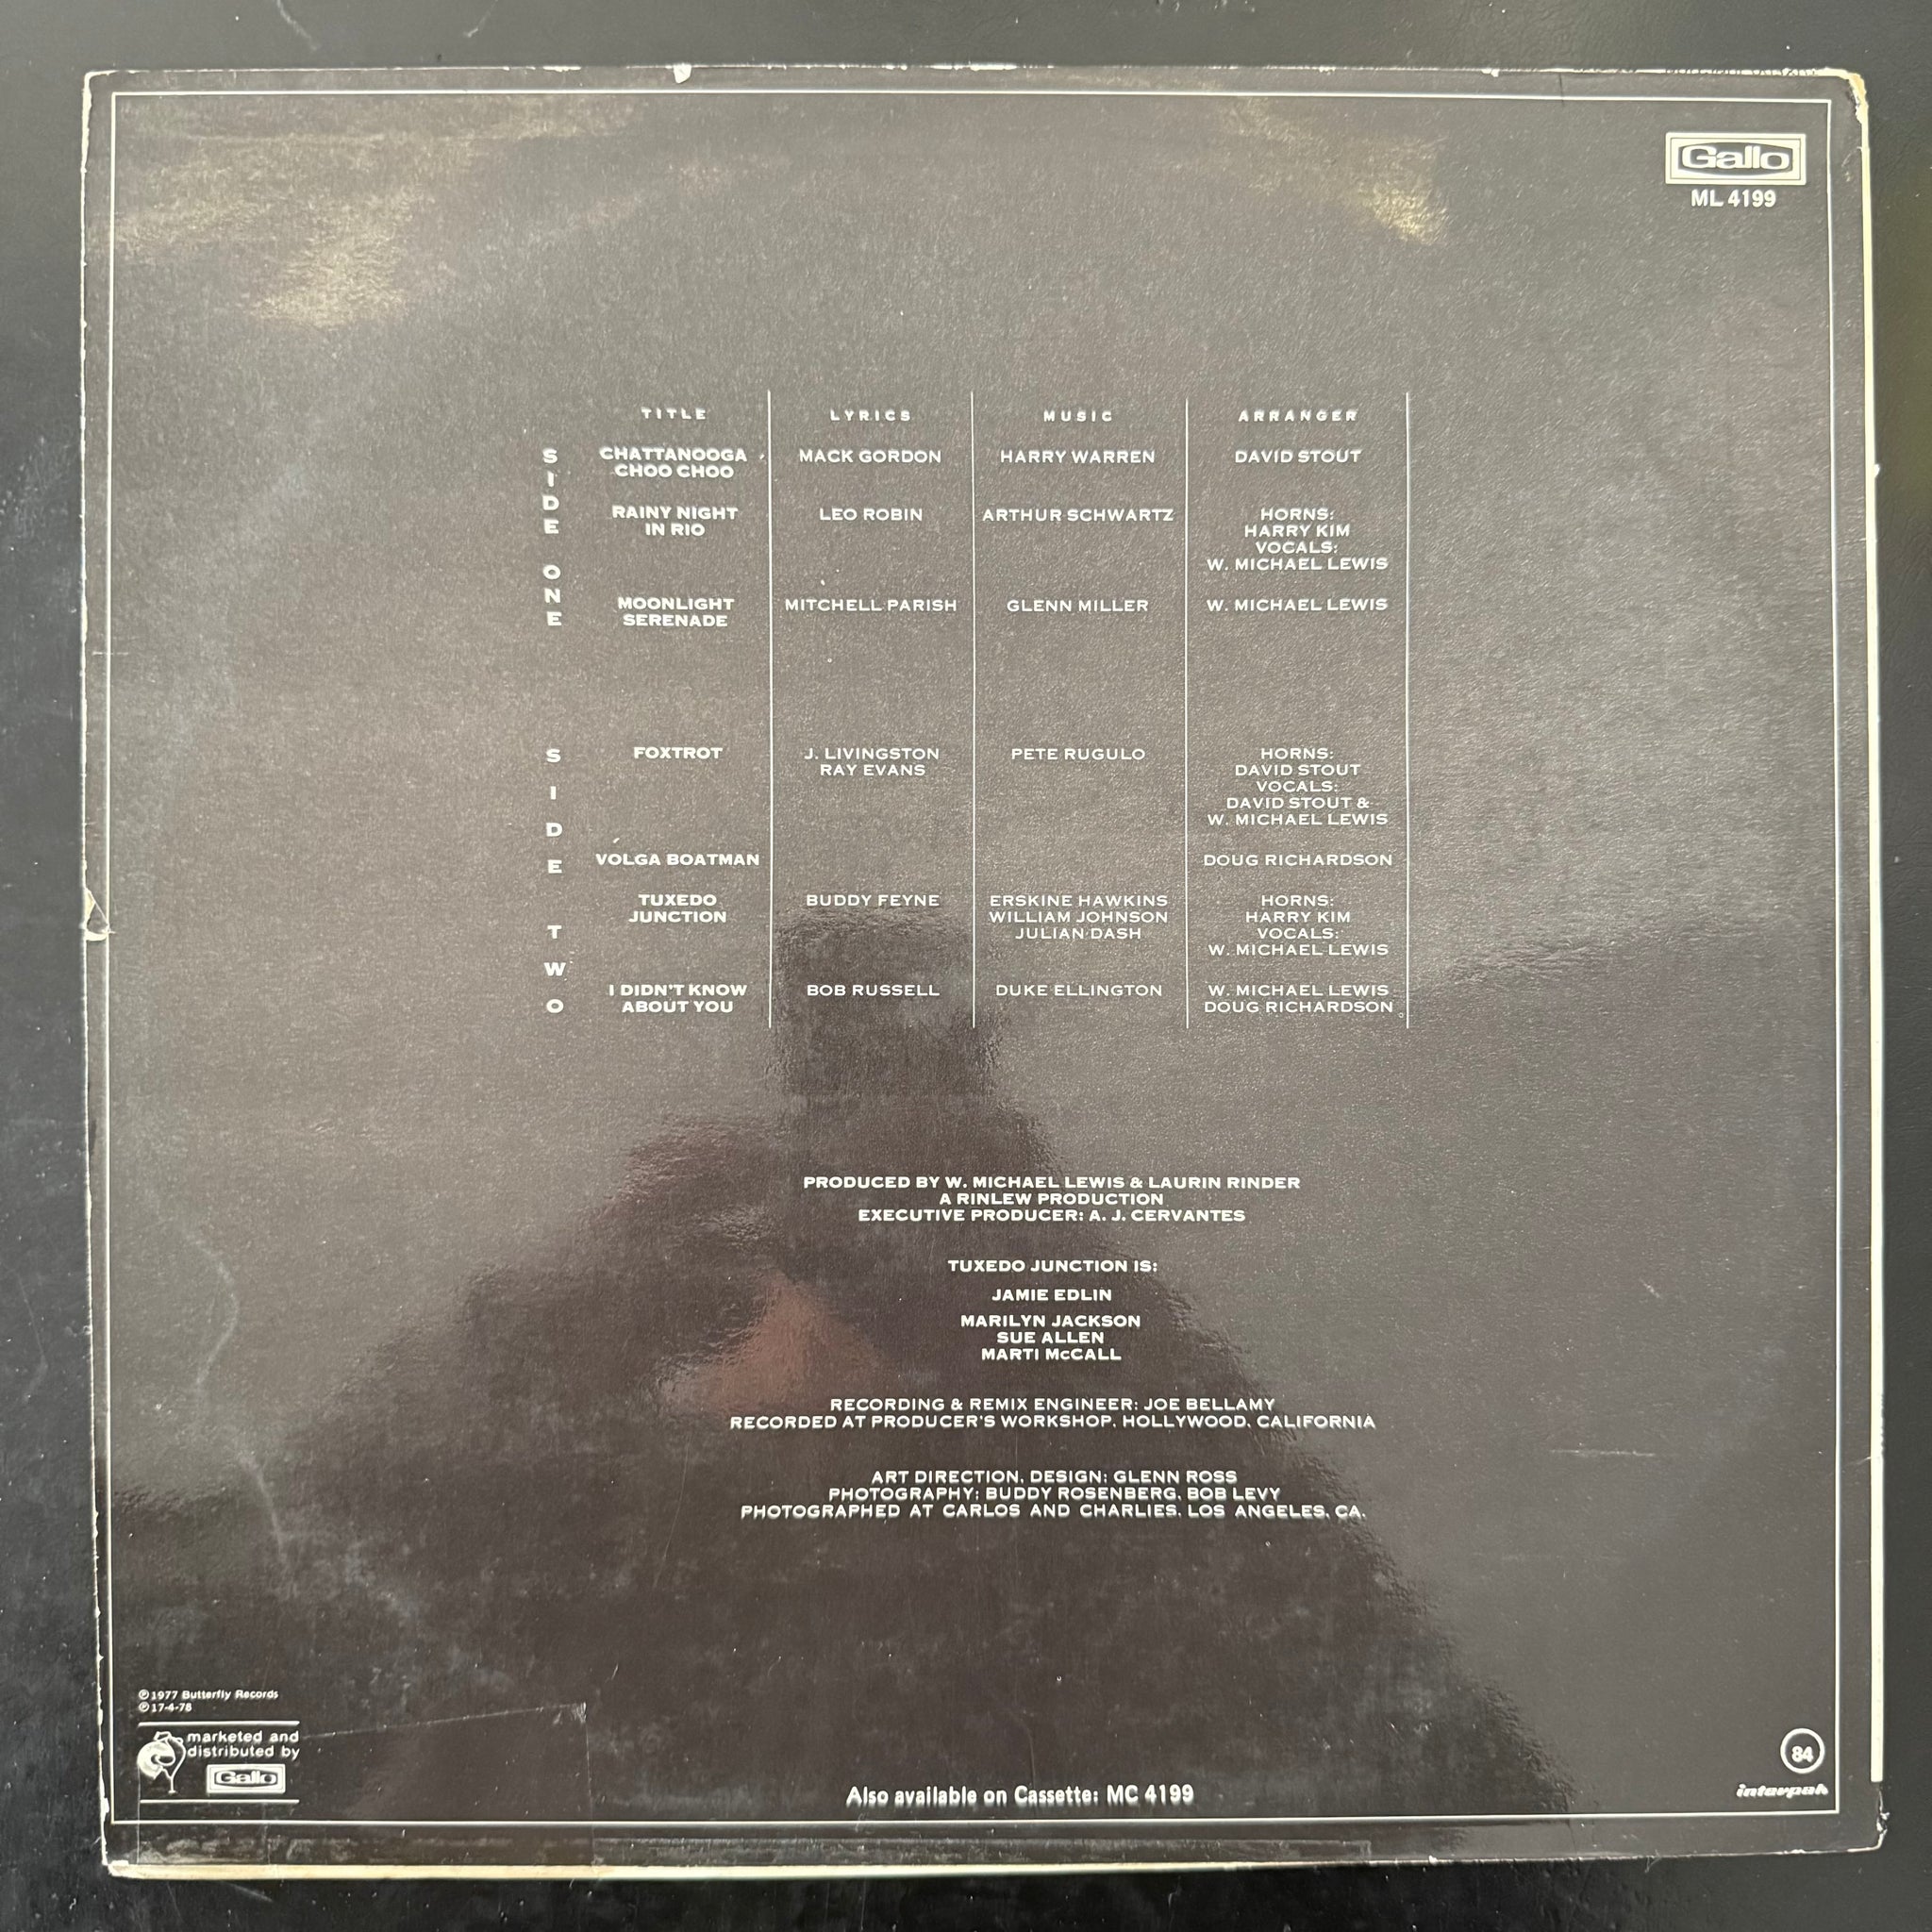 Gallo
ML 4199
TITLE LYRICS MUSIC ARRANGER
SIDE ONE
CHATTANOOGA MACK GORDON HARRY WARREN DAVID STOUT
CHOO CHOO
RAINY NIGHT LEO ROBIN ARTHUR SCHWARTZ HORNS:
IN RIO HARRY KIM
VOCALS:
W. MICHAEL LEWIS
MOONLIGHT MITCHELL PARISH GLENN MILLER W. MICHAEL LEWIS
SERENADE
SIDE TWO
FOXTROT J. LIVINGSTON PETE RUGULO HORNS:
RAY EVANS DAVID STOUT
VOCALS:
DAVID STOUT &
W. MICHAEL LEWIS
VOLGA BOATMAN DOUG RICHARDSON
TUXEDO BUDDY FEYNE ERSKINE HAWKINS HORNS:
JUNCTION WILLIAM JOHNSON HARRY KIM
JULIAN DASH VOCALS:
W. MICHAEL LEWIS
I DIDN'T KNOW BOB RUSSELL DUKE ELLINGTON W. MICHAEL LEWIS
ABOUT YOU DOUG RICHARDSON
PRODUCED BY W. MICHAEL LEWIS & LAURIN RINDER
A RINLEW PRODUCTION
EXECUTIVE PRODUCER: A. J. CERVANTES
TUXEDO JUNCTION IS:
JAMIE EDLIN
MARILYN JACKSON
SUE ALLEN
MARTI McCALL
RECORDING & REMIX ENGINEER: JOE BELLAMY
RECORDED AT PRODUCER'S WORKSHOP, HOLLYWOOD, CALIFORNIA
ART DIRECTION, DESIGN: GLENN ROSS
PHOTOGRAPHY: BUDDY ROSENBERG, BOB LEVY
PHOTOGRAPHED AT CARLOS AND CHARLIES, LOS ANGELES, CA.
℗1977 Butterfly Records
℗17-4-78
marketed and
distributed by
Gallo
Also available on Cassette: MC 4199
84
interpak